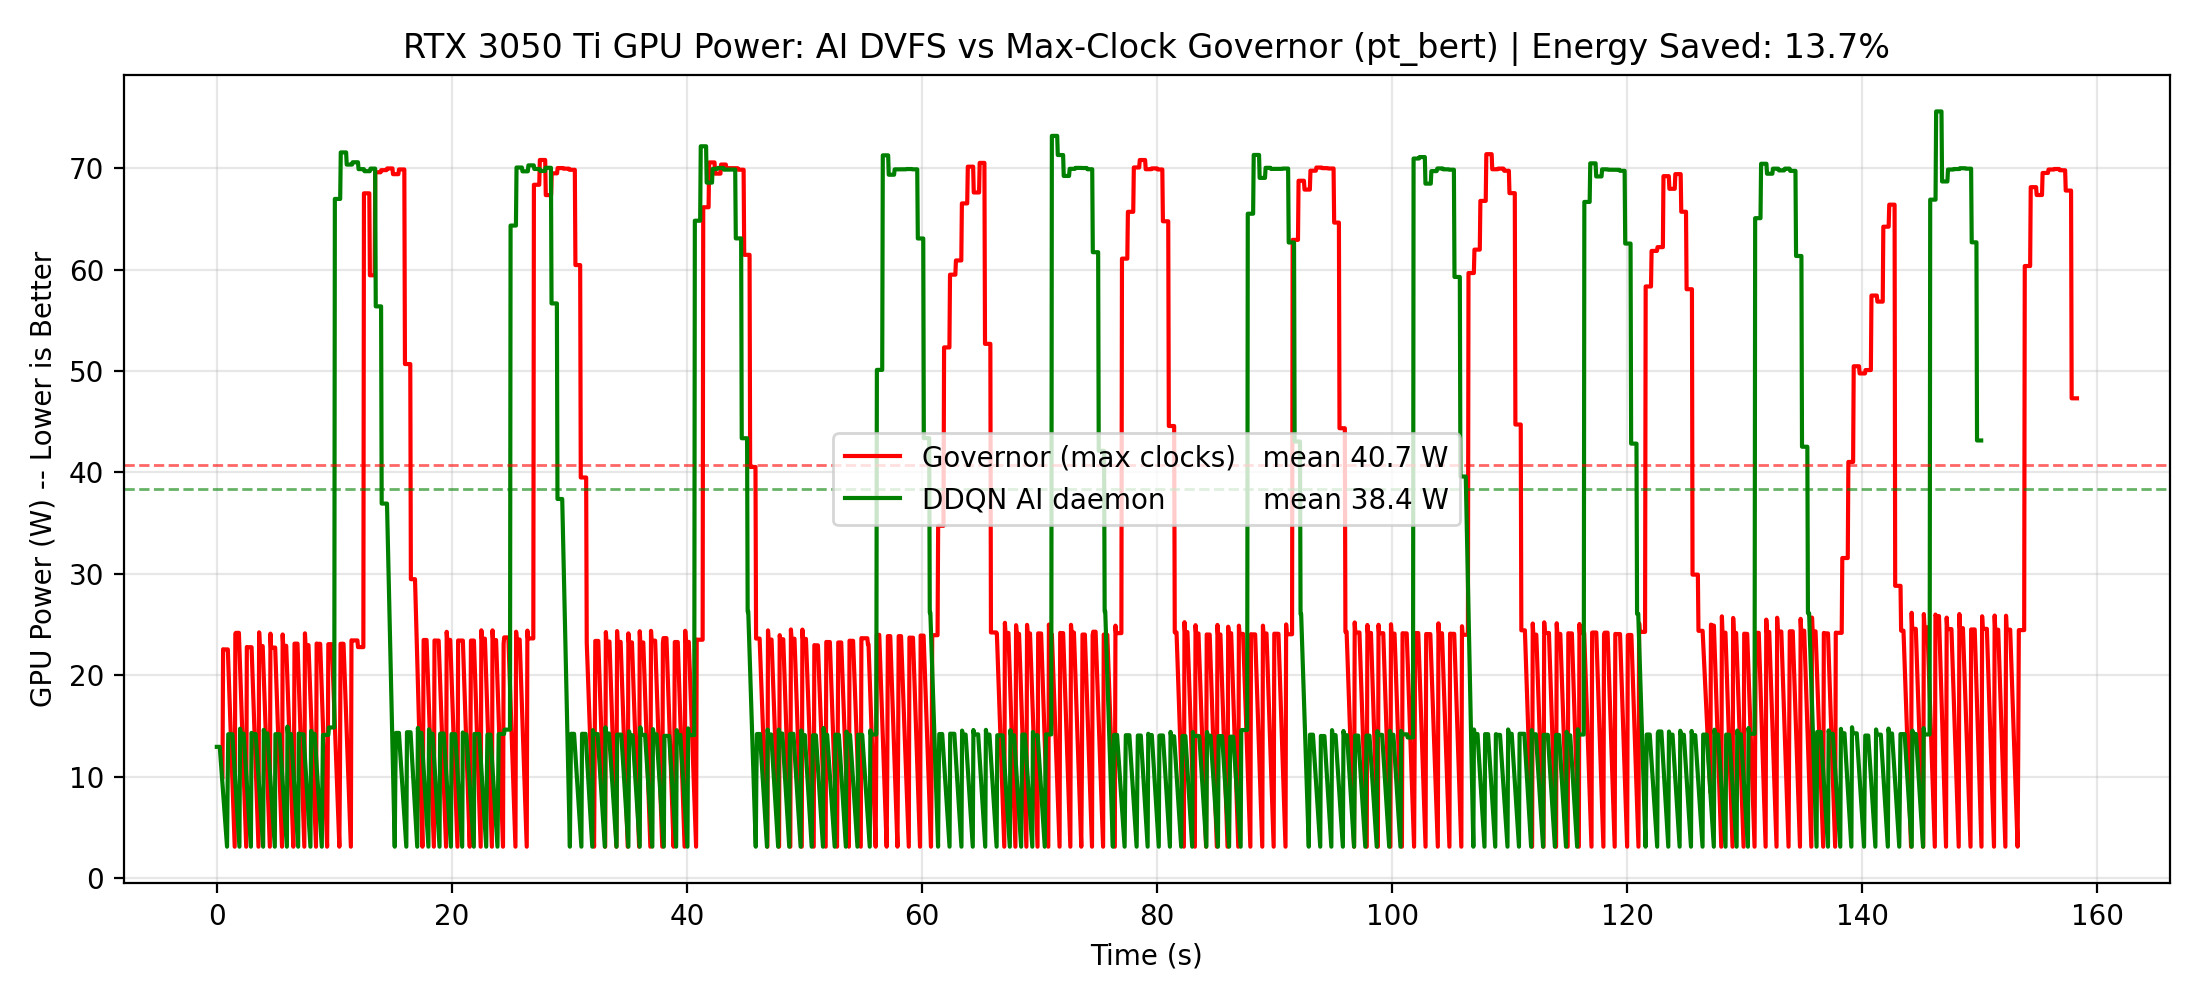 RTX 3050 Ti GPU Power: AI DVFS vs Max-Clock Governor (pt_bert) | Energy Saved: 13.7%
GPU Power (W) -- Lower is Better
70
60
50
40
30
20
10
0
Governor (max clocks) mean 40.7 W
DDQN AI daemon mean 38.4 W
0 20 40 60 80 100 120 140 160
Time (s)